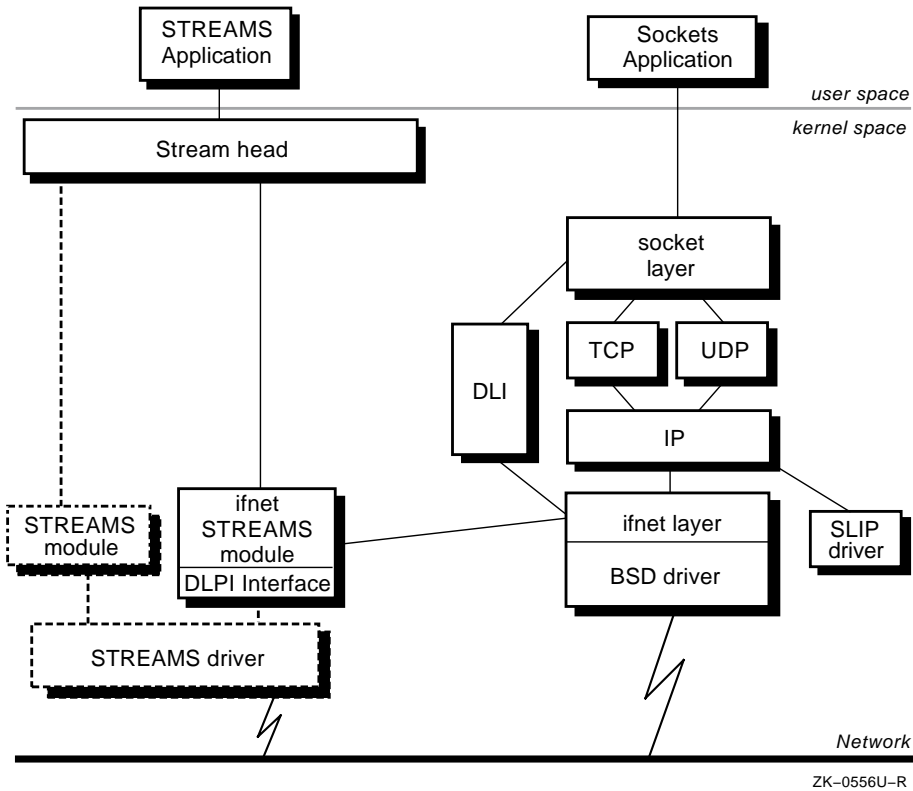 STREAMS
Application
Sockets
Application
user space
kernel space
Stream head
socket
layer
TCP
UDP
DLI
IP
STREAMS
module
ifnet
STREAMS
module
DLPI Interface
ifnet layer
BSD driver
SLIP
driver
STREAMS driver
Network
ZK–0556U–R